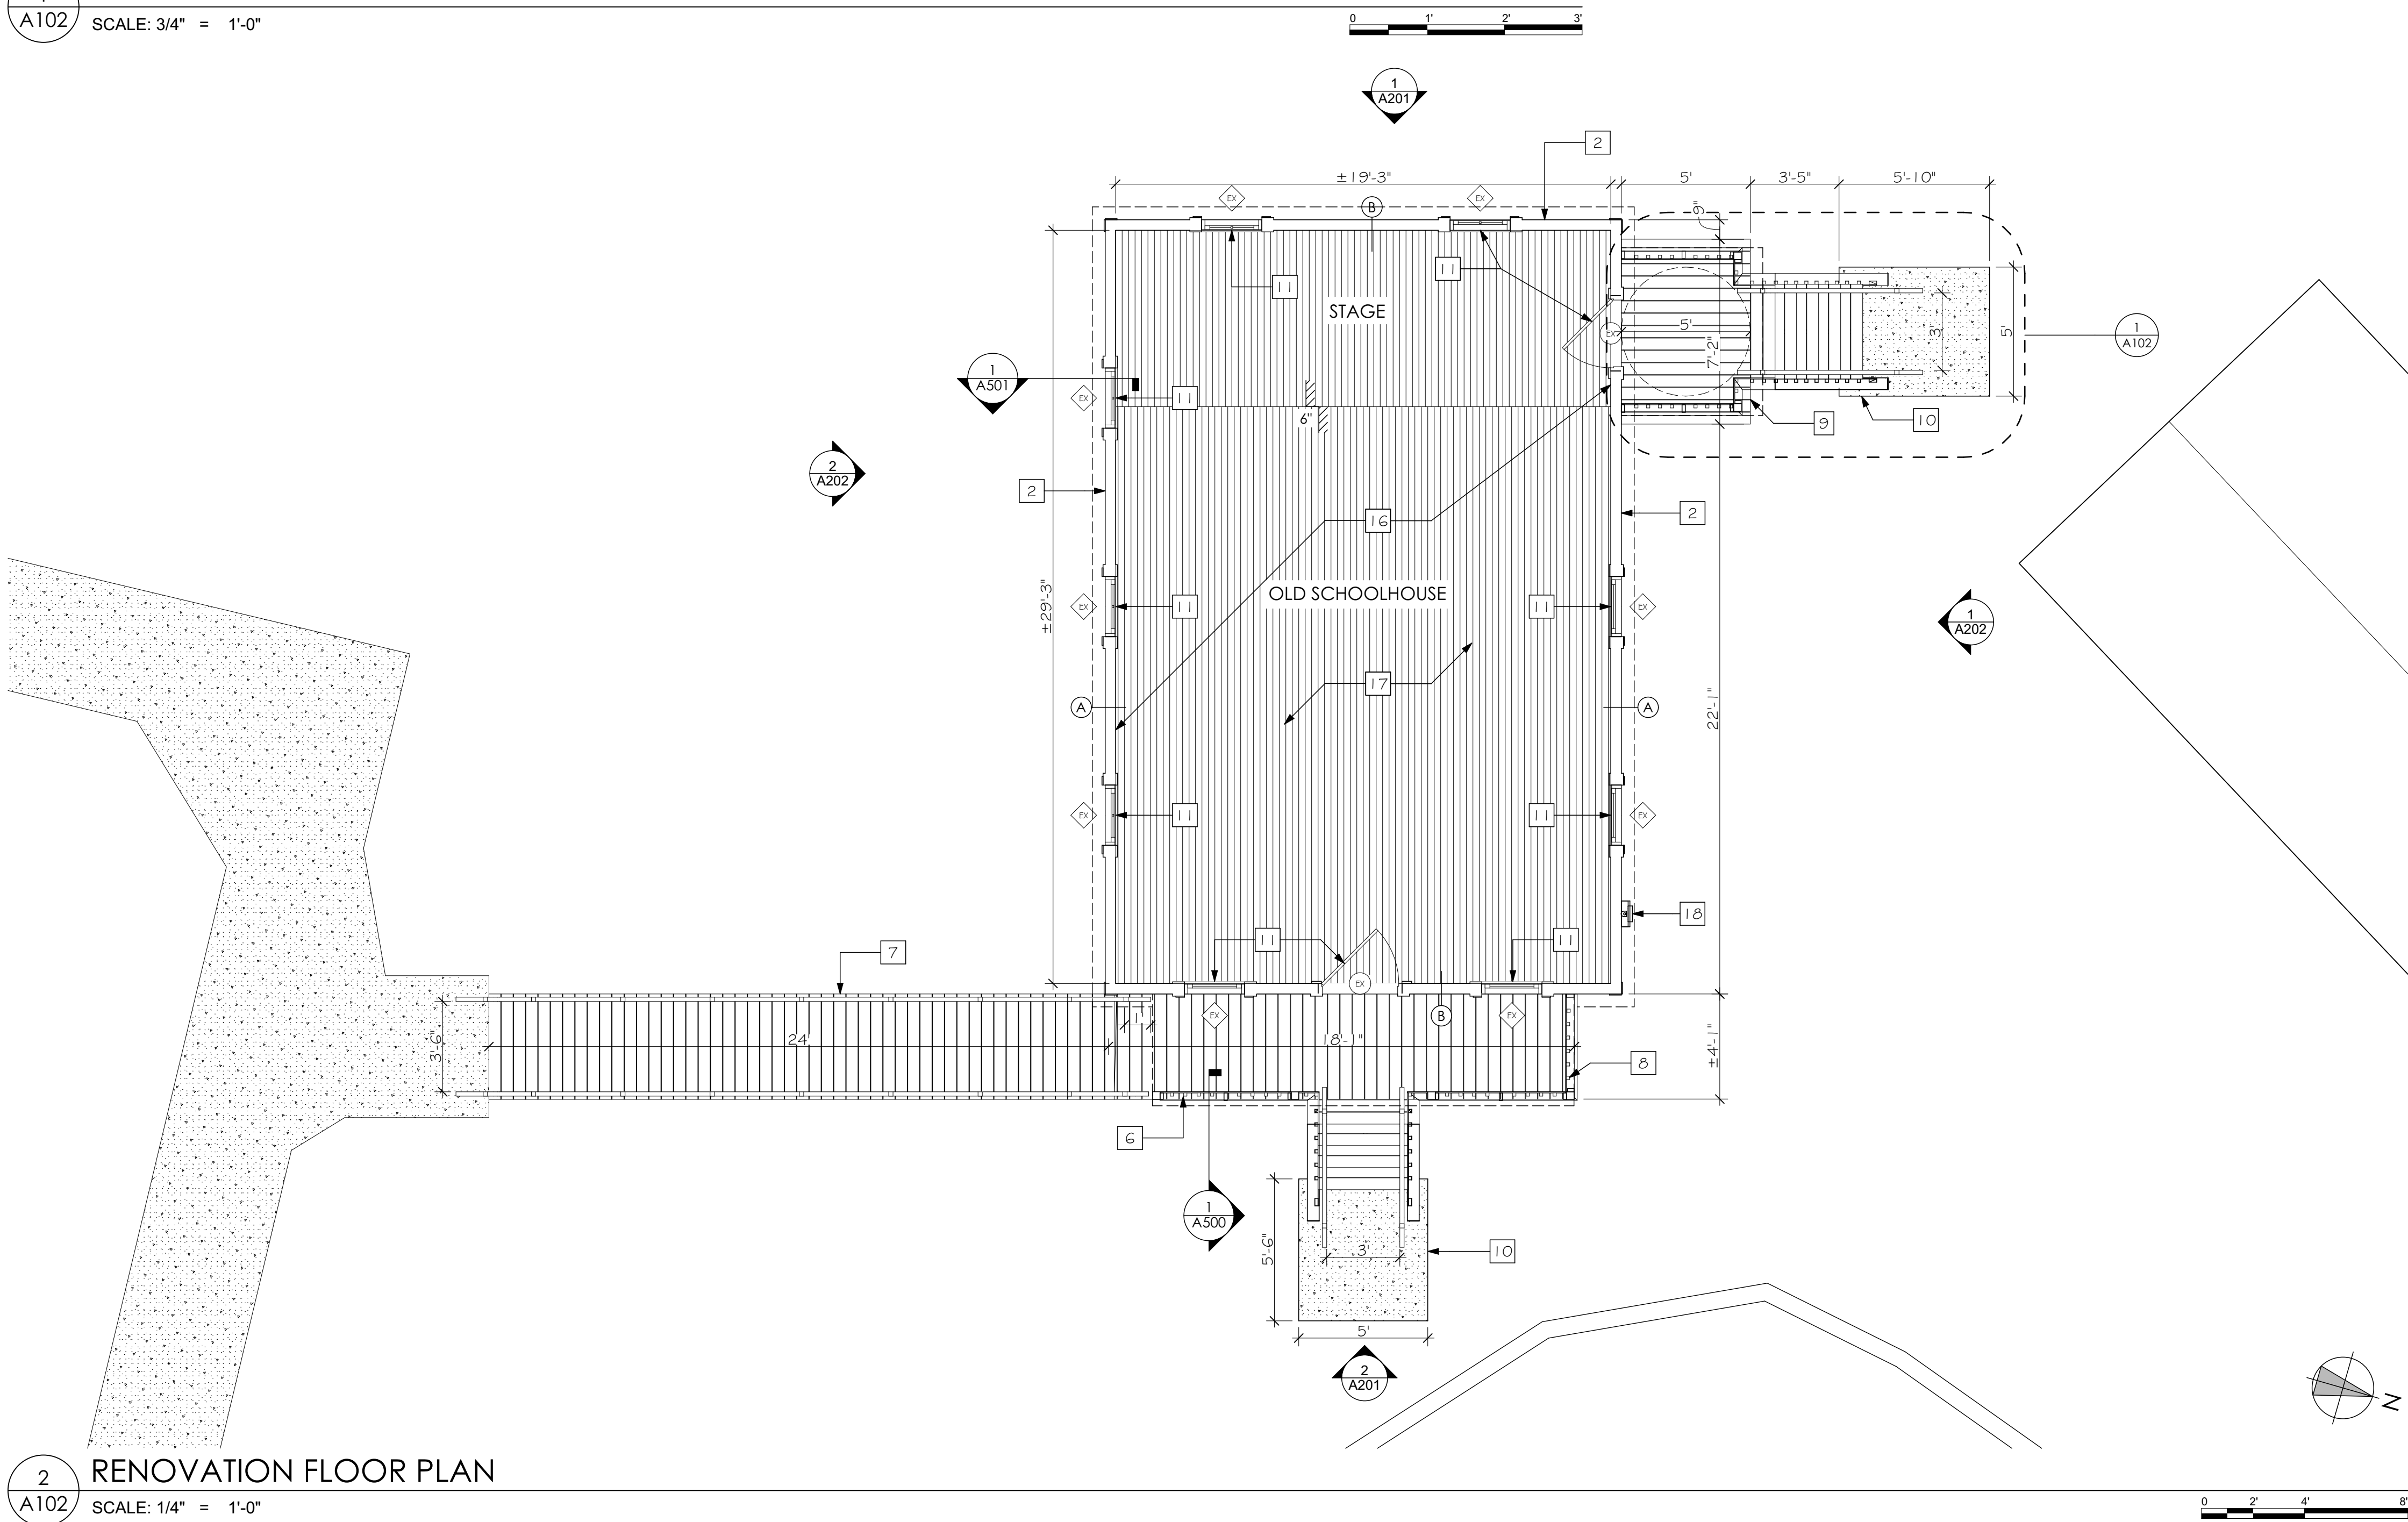 A102
SCALE: 3/4" = 1'-0"
0 1' 2' 3'
1
A201
2
±19'-3"
5'
3'-5"
5'-10"
EX
EX
B
9"
11
11
STAGE
EX
5'
7'-2"
3'
5'
1
A102
1
A501
EX
11
6"
9
10
2
A202
2
16
2
±29'-3"
OLD SCHOOLHOUSE
EX
11
11
EX
1
A202
17
A
A
22'-1"
EX
11
11
EX
18
7
11
11
EX
3'-6"
24'
1'
EX
B
EX
18'-1"
±4'-1"
8
6
1
A500
5'-6"
3'
10
5'
2
A201
N
2
A102
RENOVATION FLOOR PLAN
SCALE: 1/4" = 1'-0"
0 2' 4' 8'